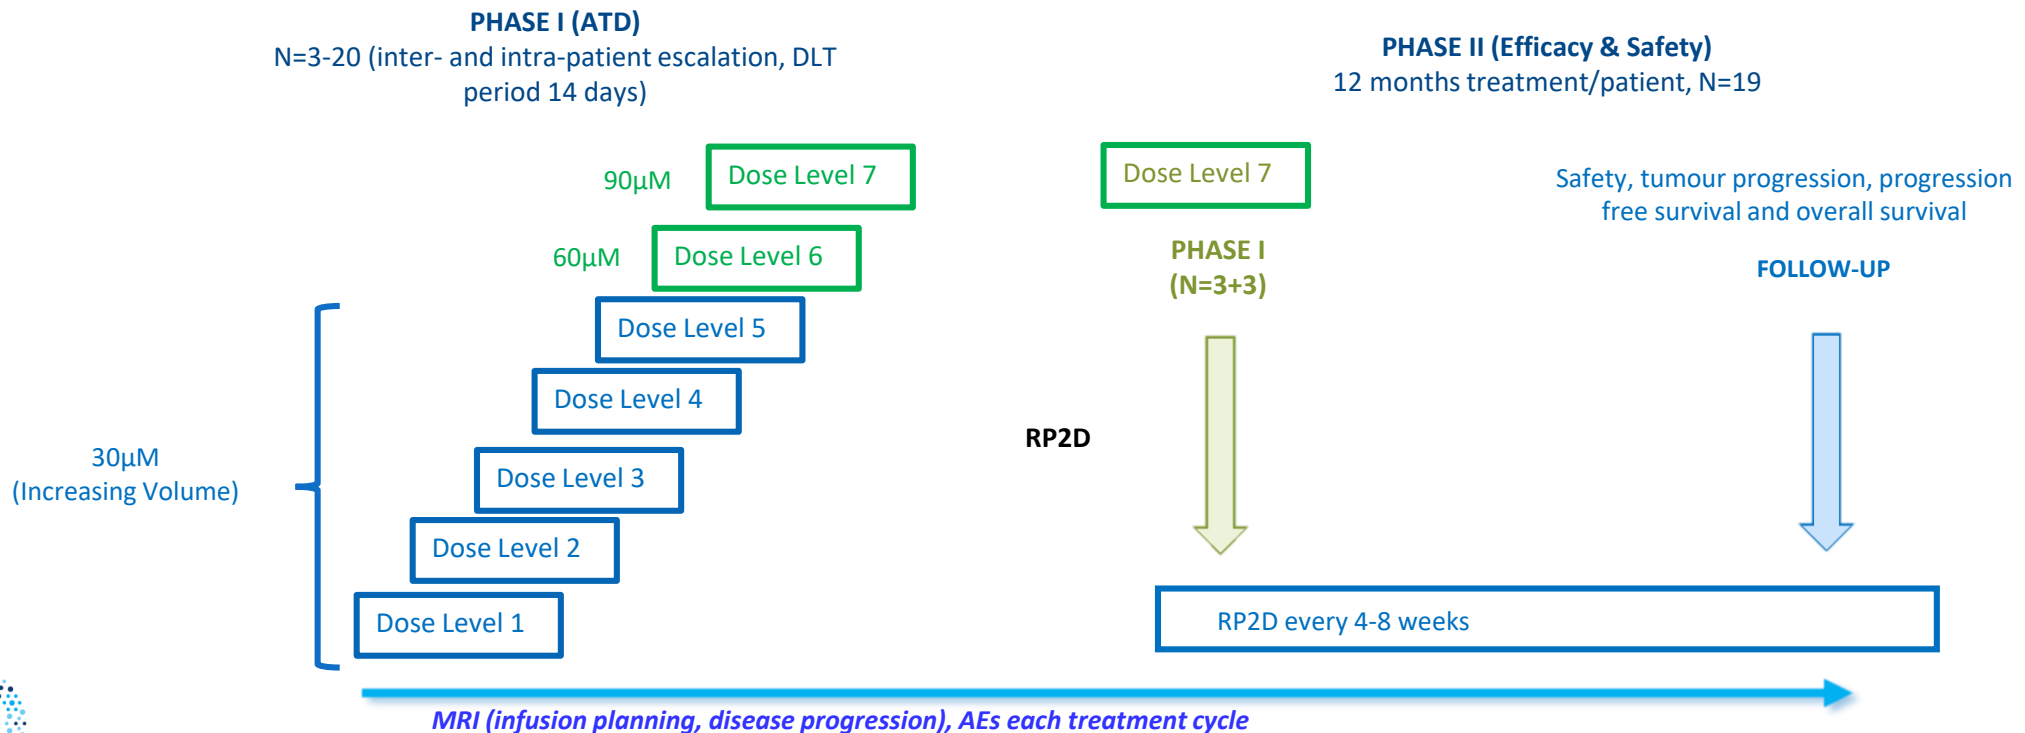 PHASE I (ATD)
N=3-20 (inter- and intra-patient escalation, DLT
period 14 days)
PHASE II (Efficacy & Safety)
12 months treatment/patient, N=19
90µM
Dose Level 7
Dose Level 7
Safety, tumour progression, progression
free survival and overall survival
60µM
Dose Level 6
PHASE I
(N=3+3)
FOLLOW-UP
Dose Level 5
Dose Level 4
RP2D
30µM
(Increasing Volume)
Dose Level 3
Dose Level 2
Dose Level 1
RP2D every 4-8 weeks
MRI (infusion planning, disease progression), AEs each treatment cycle